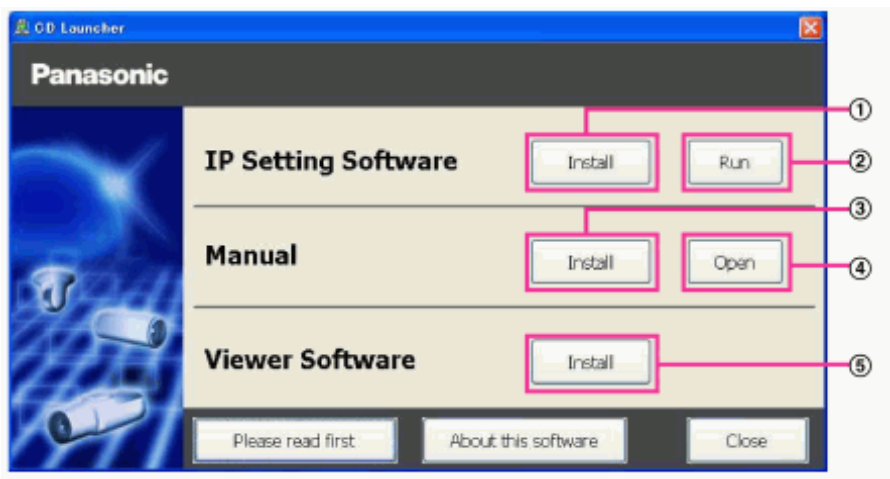 CD Launcher
Panasonic
①
IP Setting Software Install Run ②
③
Manual Install Open ④
Viewer Software Install ⑤
Please read first About this software Close